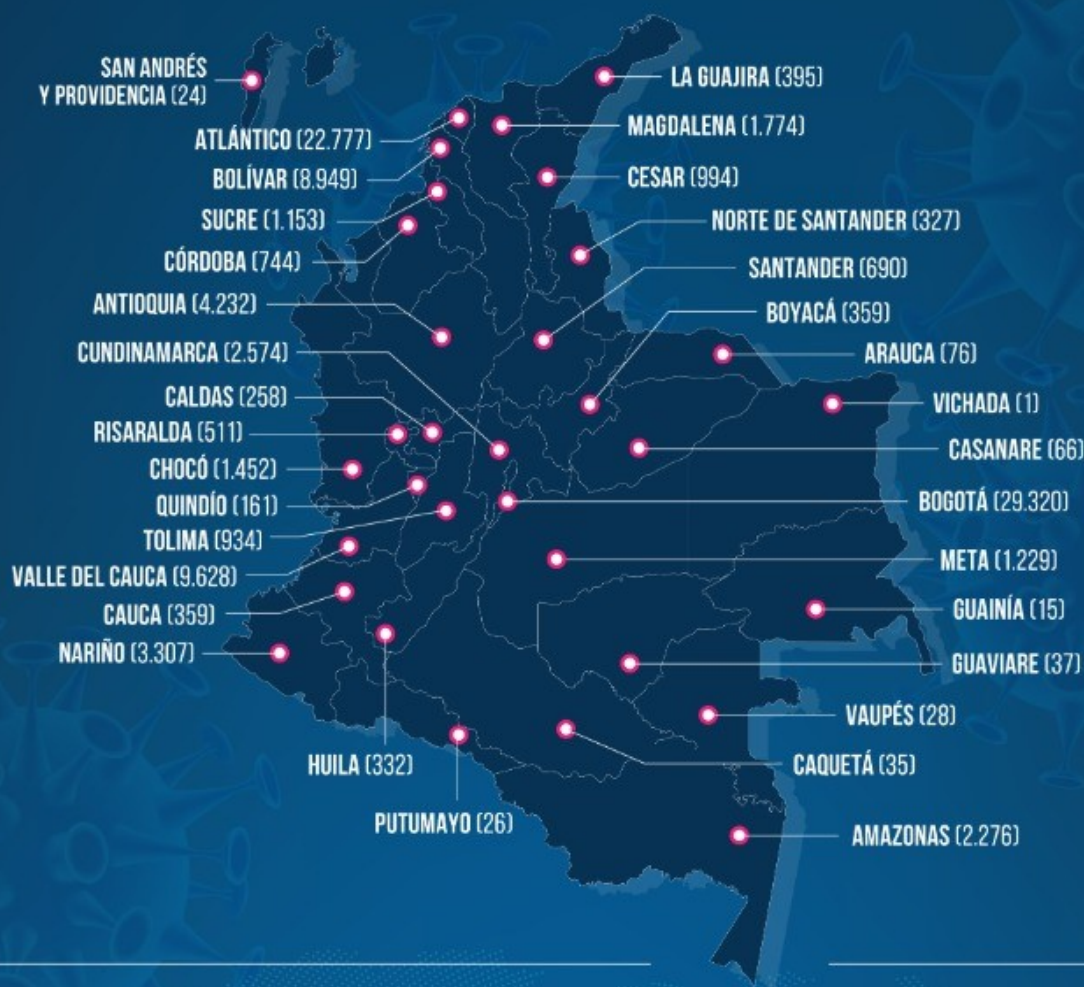 SAN ANDRÉS
Y PROVIDENCIA (24)
ATLÁNTICO (22.777)
BOLÍVAR (8.949)
SUCRE (1.153)
CÓRDOBA (744)
ANTIOQUIA (4.232)
CUNDINAMARCA (2.574)
CALDAS (258)
RISARALDA (511)
CHOCÓ (1.452)
QUINDÍO (161)
TOLIMA (934)
VALLE DEL CAUCA (9.628)
CAUCA (359)
NARIÑO (3.307)
HUILA (332)
PUTUMAYO (26)
LA GUAJIRA (395)
MAGDALENA (1.774)
CESAR (994)
NORTE DE SANTANDER (327)
SANTANDER (690)
BOYACÁ (359)
ARAUCA (76)
VICHADA (1)
CASANARE (66)
BOGOTÁ (29.320)
META (1.229)
GUAINÍA (15)
GUAVIARE (37)
VAUPÉS (28)
CAQUETÁ (35)
AMAZONAS (2.276)